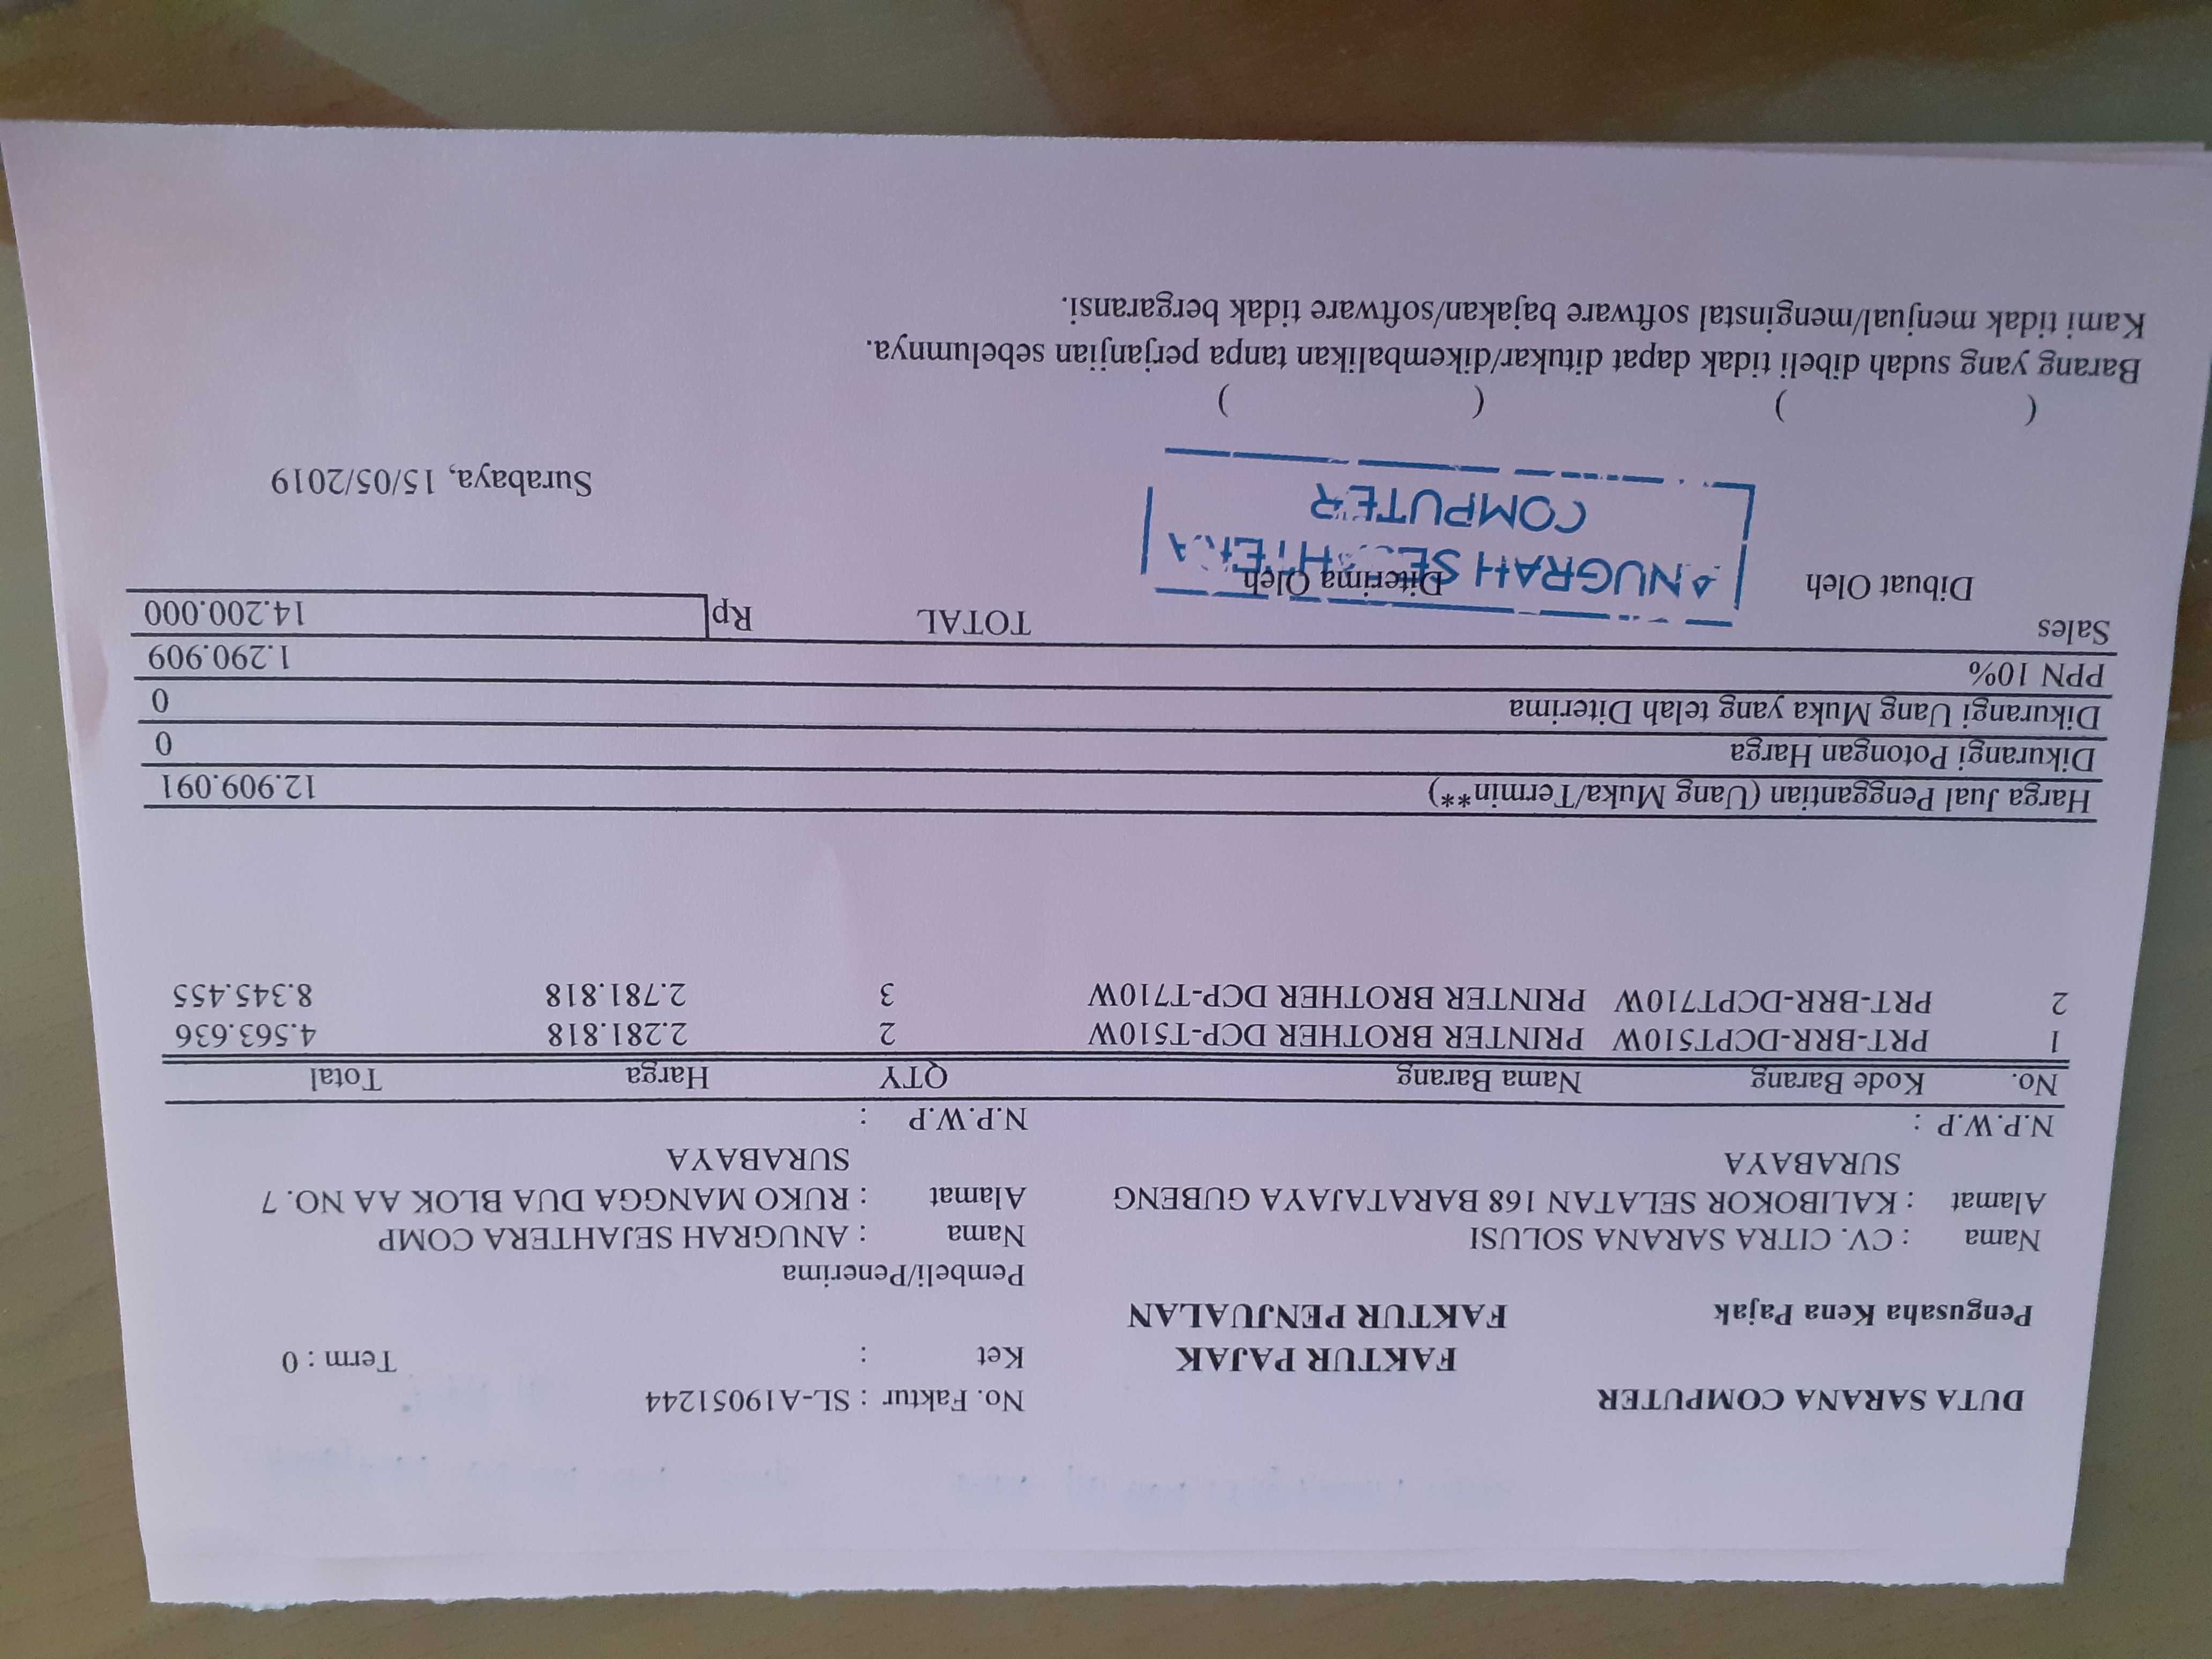 DUTA SARANA COMPUTER No. Faktur : SL-A19051244
FAKTUR PAJAK Ket : Term : 0
Pengusaha Kena Pajak FAKTUR PENJUALAN
Pembeli/Penerima
Nama : CV. CITRA SARANA SOLUSI Nama : ANUGRAH SEJAHTERA COMP
Alamat : KALIBOKOR SELATAN 168 BARATAJAYA GUBENG Alamat : RUKO MANGGA DUA BLOK AA NO. 7
SURABAYA SURABAYA
N.P.W.P : N.P.W.P :
No. Kode Barang Nama Barang QTY Harga Total
1 PRT-BRR-DCPT510W PRINTER BROTHER DCP-T510W 2 2.281.818 4.563.636
2 PRT-BRR-DCPT710W PRINTER BROTHER DCP-T710W 3 2.781.818 8.345.455
Harga Jual Penggantian (Uang Muka/Termin**) 12.909.091
Dikurangi Potongan Harga 0
Dikurangi Uang Muka yang telah Diterima 0
PPN 10% 1.290.909
Sales TOTAL Rp 14.200.000
Dibuat Oleh Diterima Oleh
ANUGRAH SEJAHTERA
COMPUTER
Surabaya, 15/05/2019
( ) ( )
Barang yang sudah dibeli tidak dapat ditukar/dikembalikan tanpa perjanjian sebelumnya.
Kami tidak menjual/menginstal software bajakan/software tidak bergaransi.